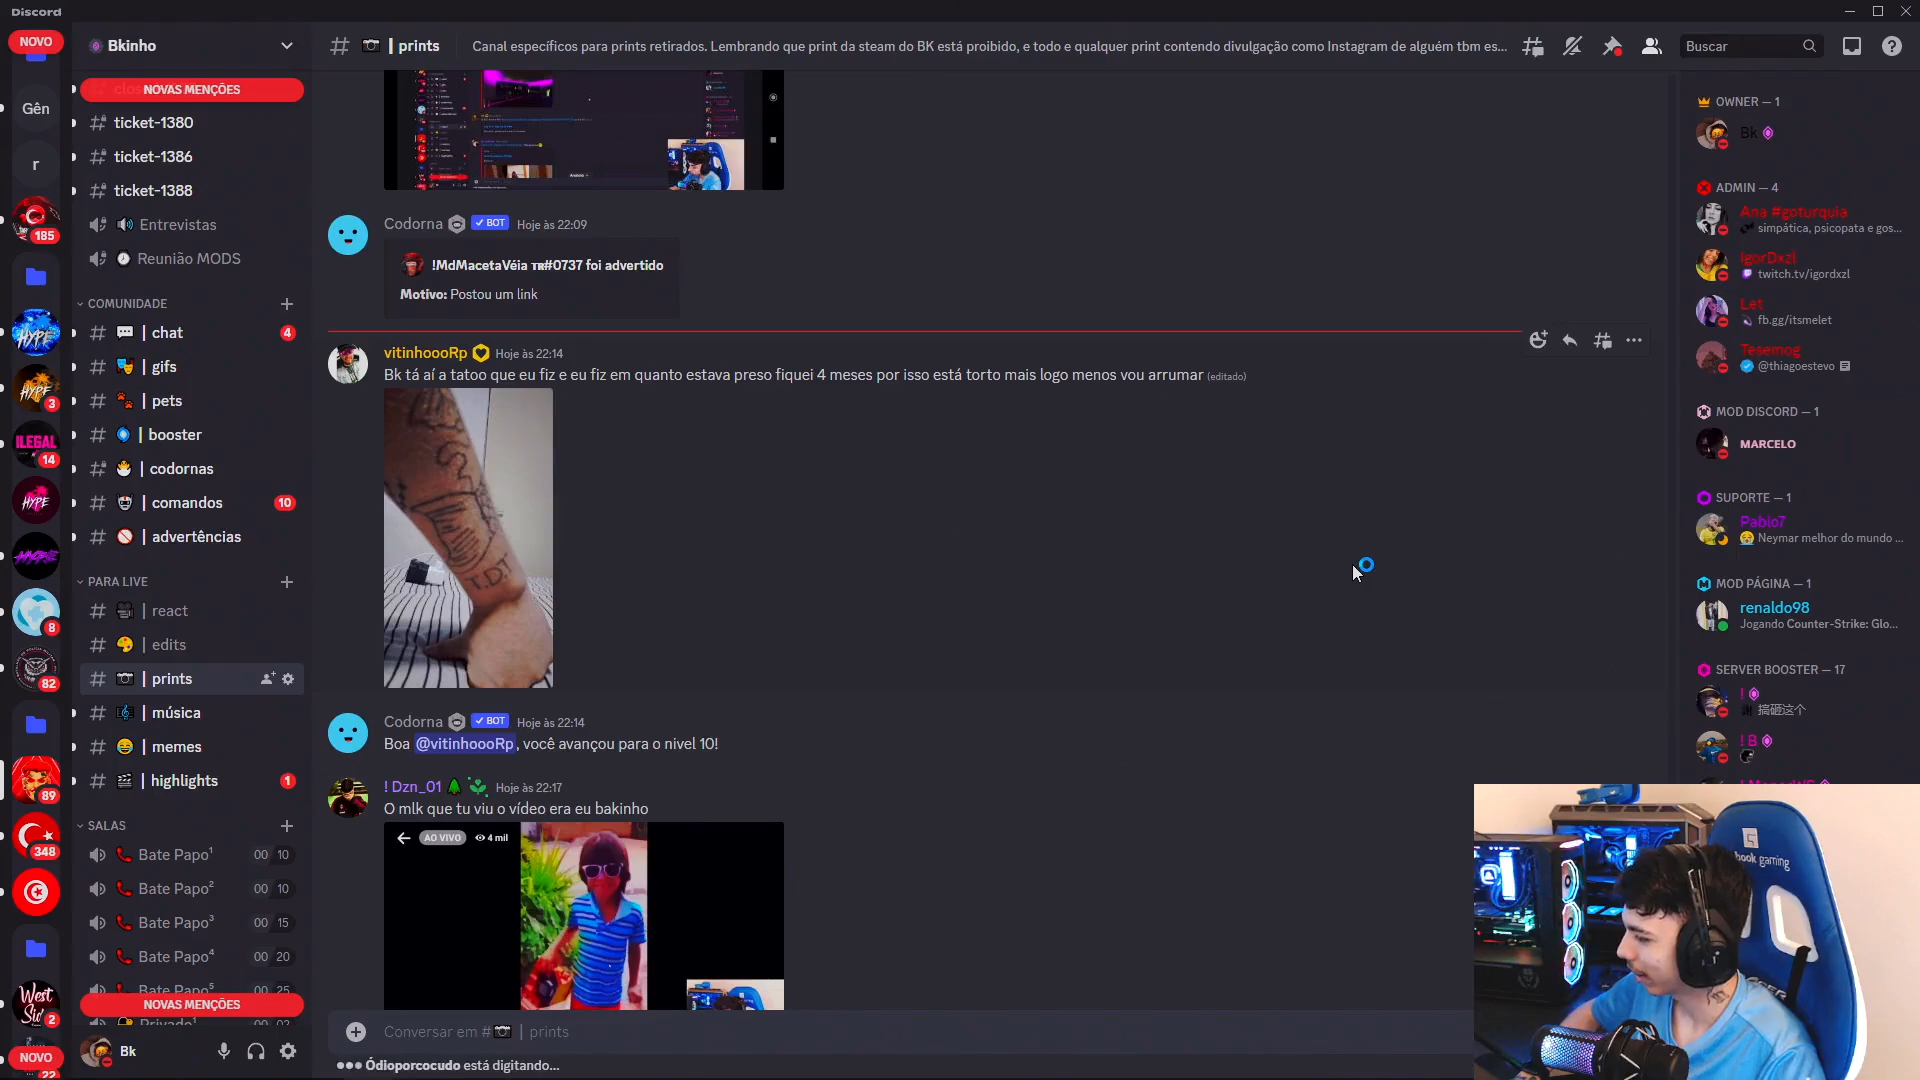 Discord
NOVO
Gên
r
185
HYPE
HYPE
3
ILEGAL
14
HYPE
8
82
89
348
West
Sid
2
NOVO
22
Bkinho
NOVAS MENÇÕES
ticket-1380
ticket-1386
ticket-1388
Entrevistas
Reunião MODS
COMUNIDADE
| chat
4
| gifs
| pets
| booster
| codornas
| comandos
10
| advertências
PARA LIVE
| react
| edits
| prints
| música
| memes
| highlights
1
SALAS
Bate Papo¹ 00 10
Bate Papo² 00 10
Bate Papo³ 00 15
Bate Papo⁴ 00 20
Bate Papo⁵ 00 25
NOVAS MENÇÕES
Privado¹ 00 02
Bk
# | prints
Canal específicos para prints retirados. Lembrando que print da steam do BK está proibido, e todo e qualquer print contendo divulgação como Instagram de alguém tbm es...
Buscar
Codorna ✓ BOT Hoje às 22:09
!MdMacetaVéia #0737 foi advertido
Motivo: Postou um link
vitinhoooRp Hoje às 22:14
Bk tá aí a tatoo que eu fiz e eu fiz em quanto estava preso fiquei 4 meses por isso está torto mais logo menos vou arrumar (editado)
Codorna ✓ BOT Hoje às 22:14
Boa @vitinhoooRp, você avançou para o nivel 10!
! Dzn_01 Hoje às 22:17
O mlk que tu viu o vídeo era eu bakinho
AO VIVO 4 mil
Conversar em # | prints
Ódioporcocudo está digitando...
OWNER — 1
Bk
ADMIN — 4
Ana #goturquia
simpática, psicopata e gos...
IgorDxzl
twitch.tv/igordxzl
Let
fb.gg/itsmelet
Tesemog
@thiagoestevo
MOD DISCORD — 1
MARCELO
SUPORTE — 1
Pablo7
Neymar melhor do mundo ...
MOD PÁGINA — 1
renaldo98
Jogando Counter-Strike: Glo...
SERVER BOOSTER — 17
!
搞砸这个
! B
book gaming